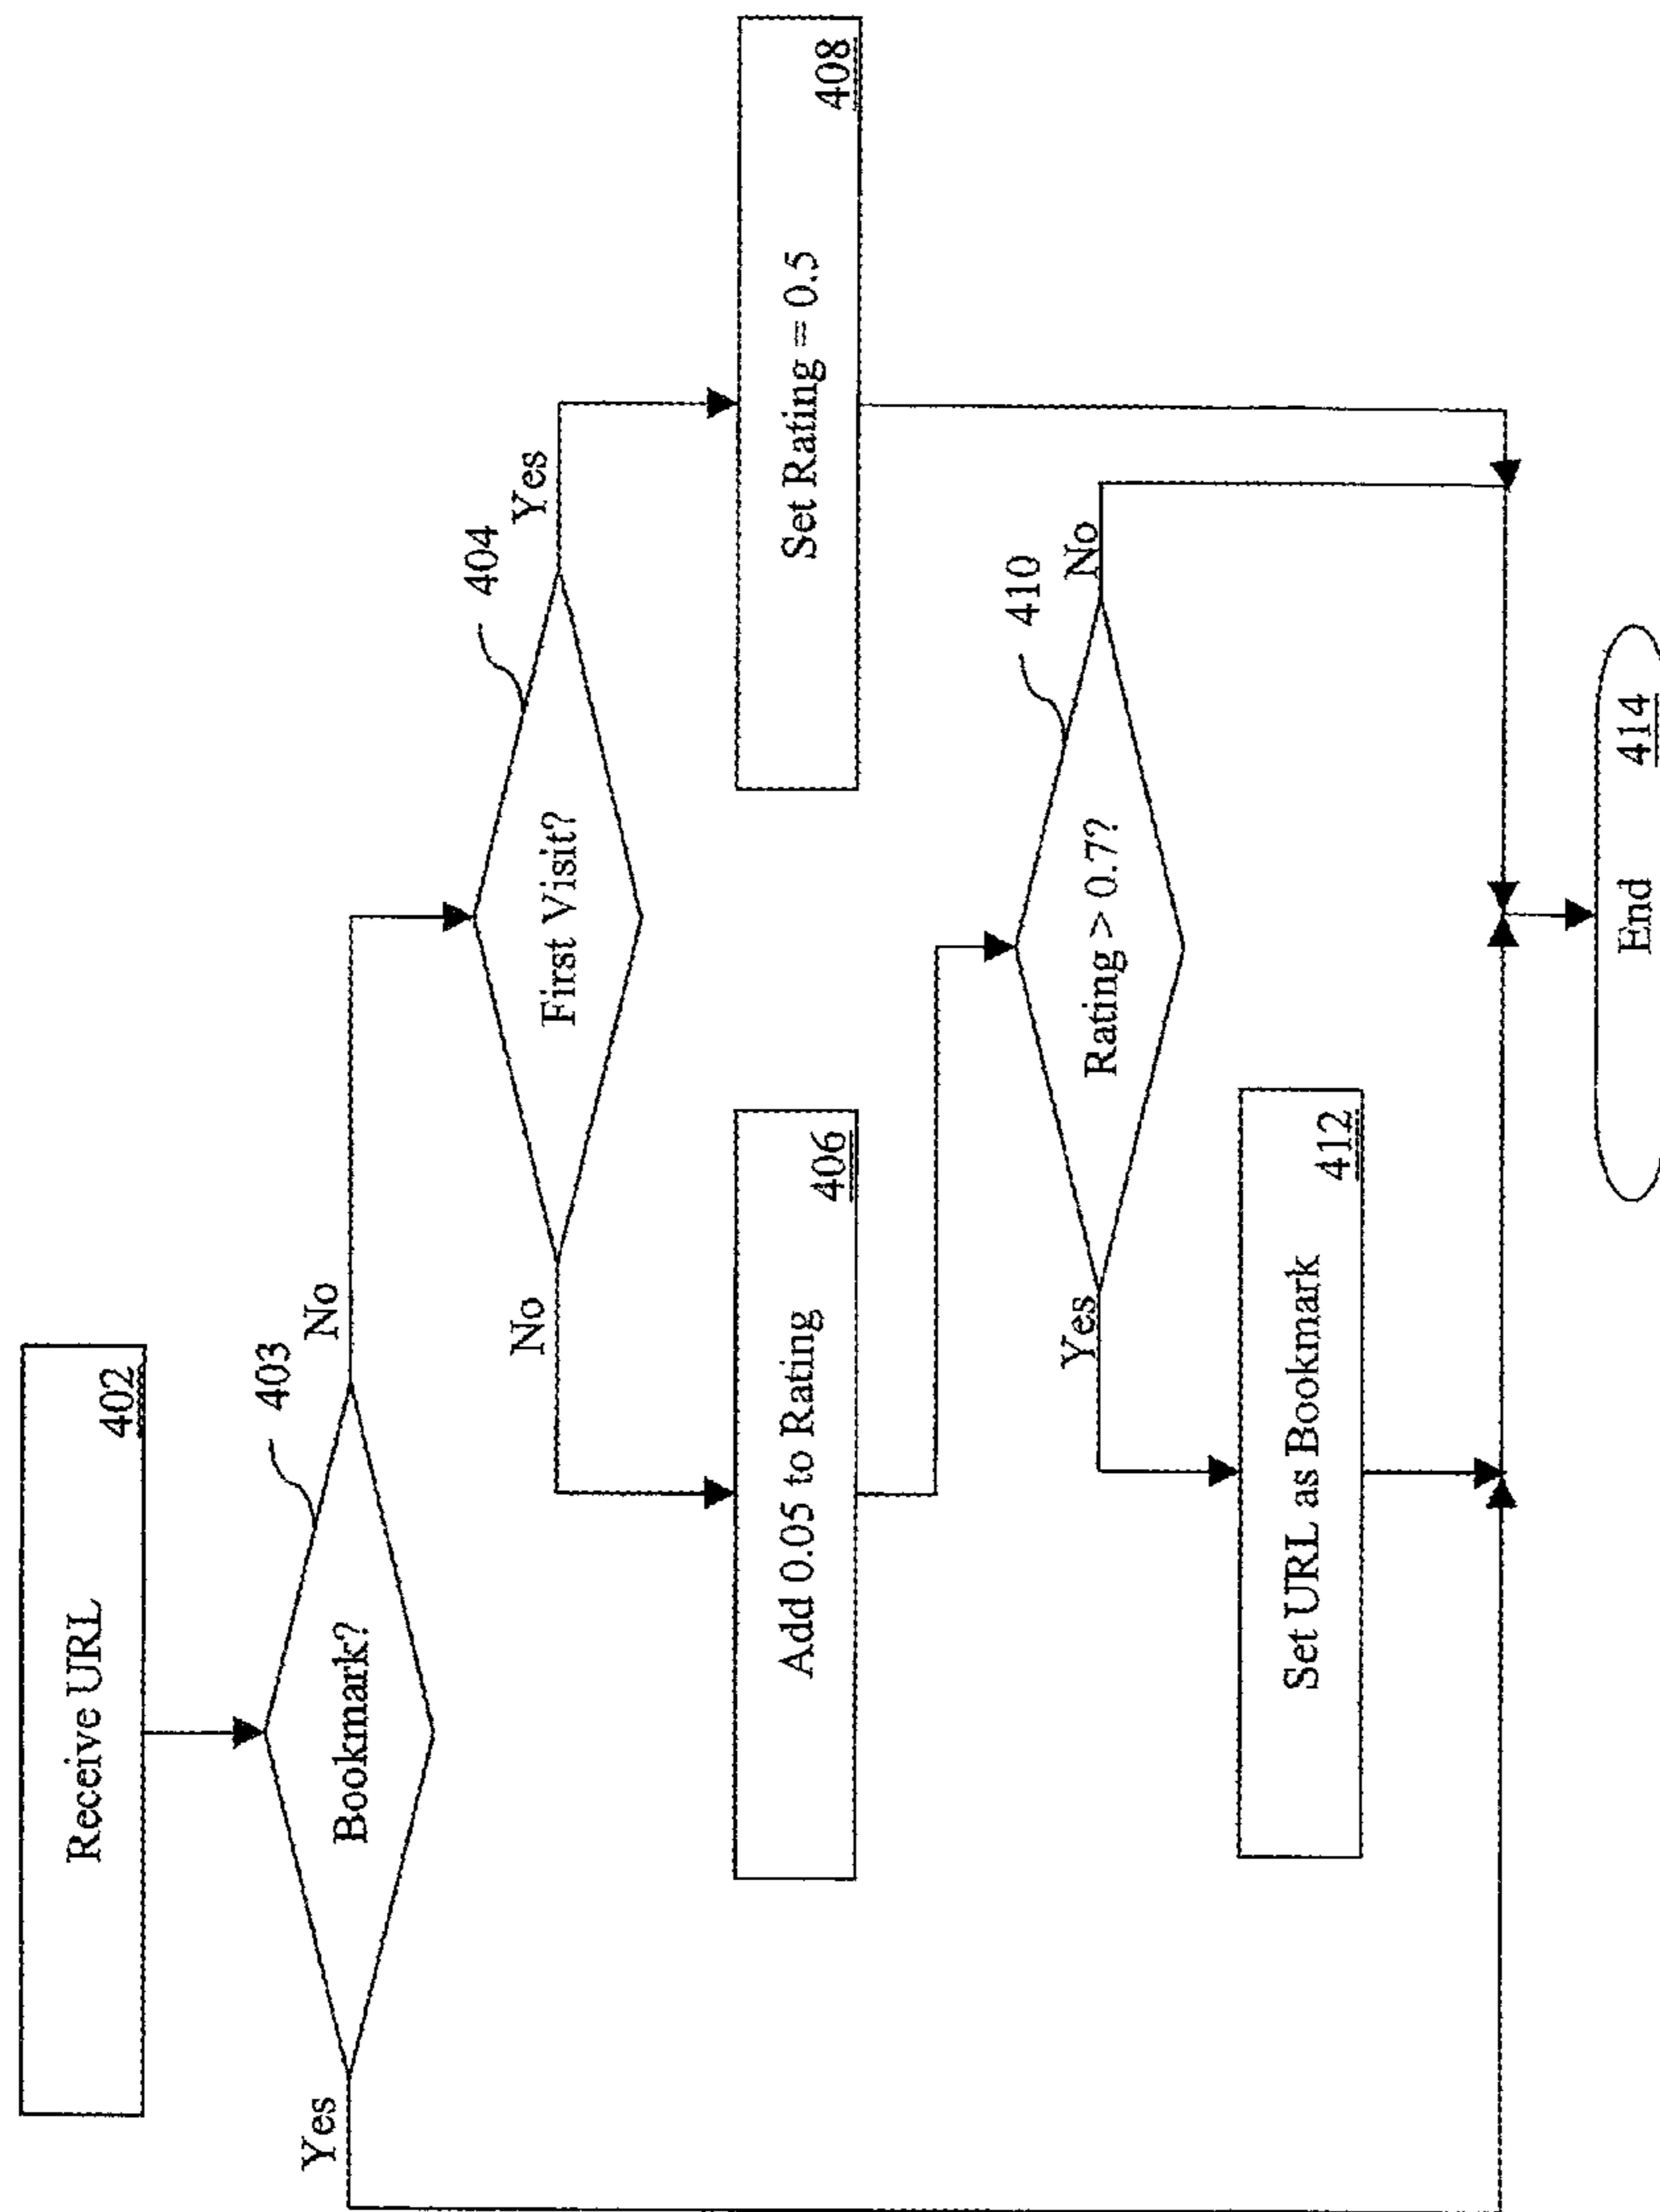 Receive URL
402
403
Bookmark?
Yes
No
404
First Visit?
No
Yes
Add 0.05 to Rating
406
Set Rating = 0.5
408
410
Rating > 0.7?
Yes
No
Set URL as Bookmark
412
End
414